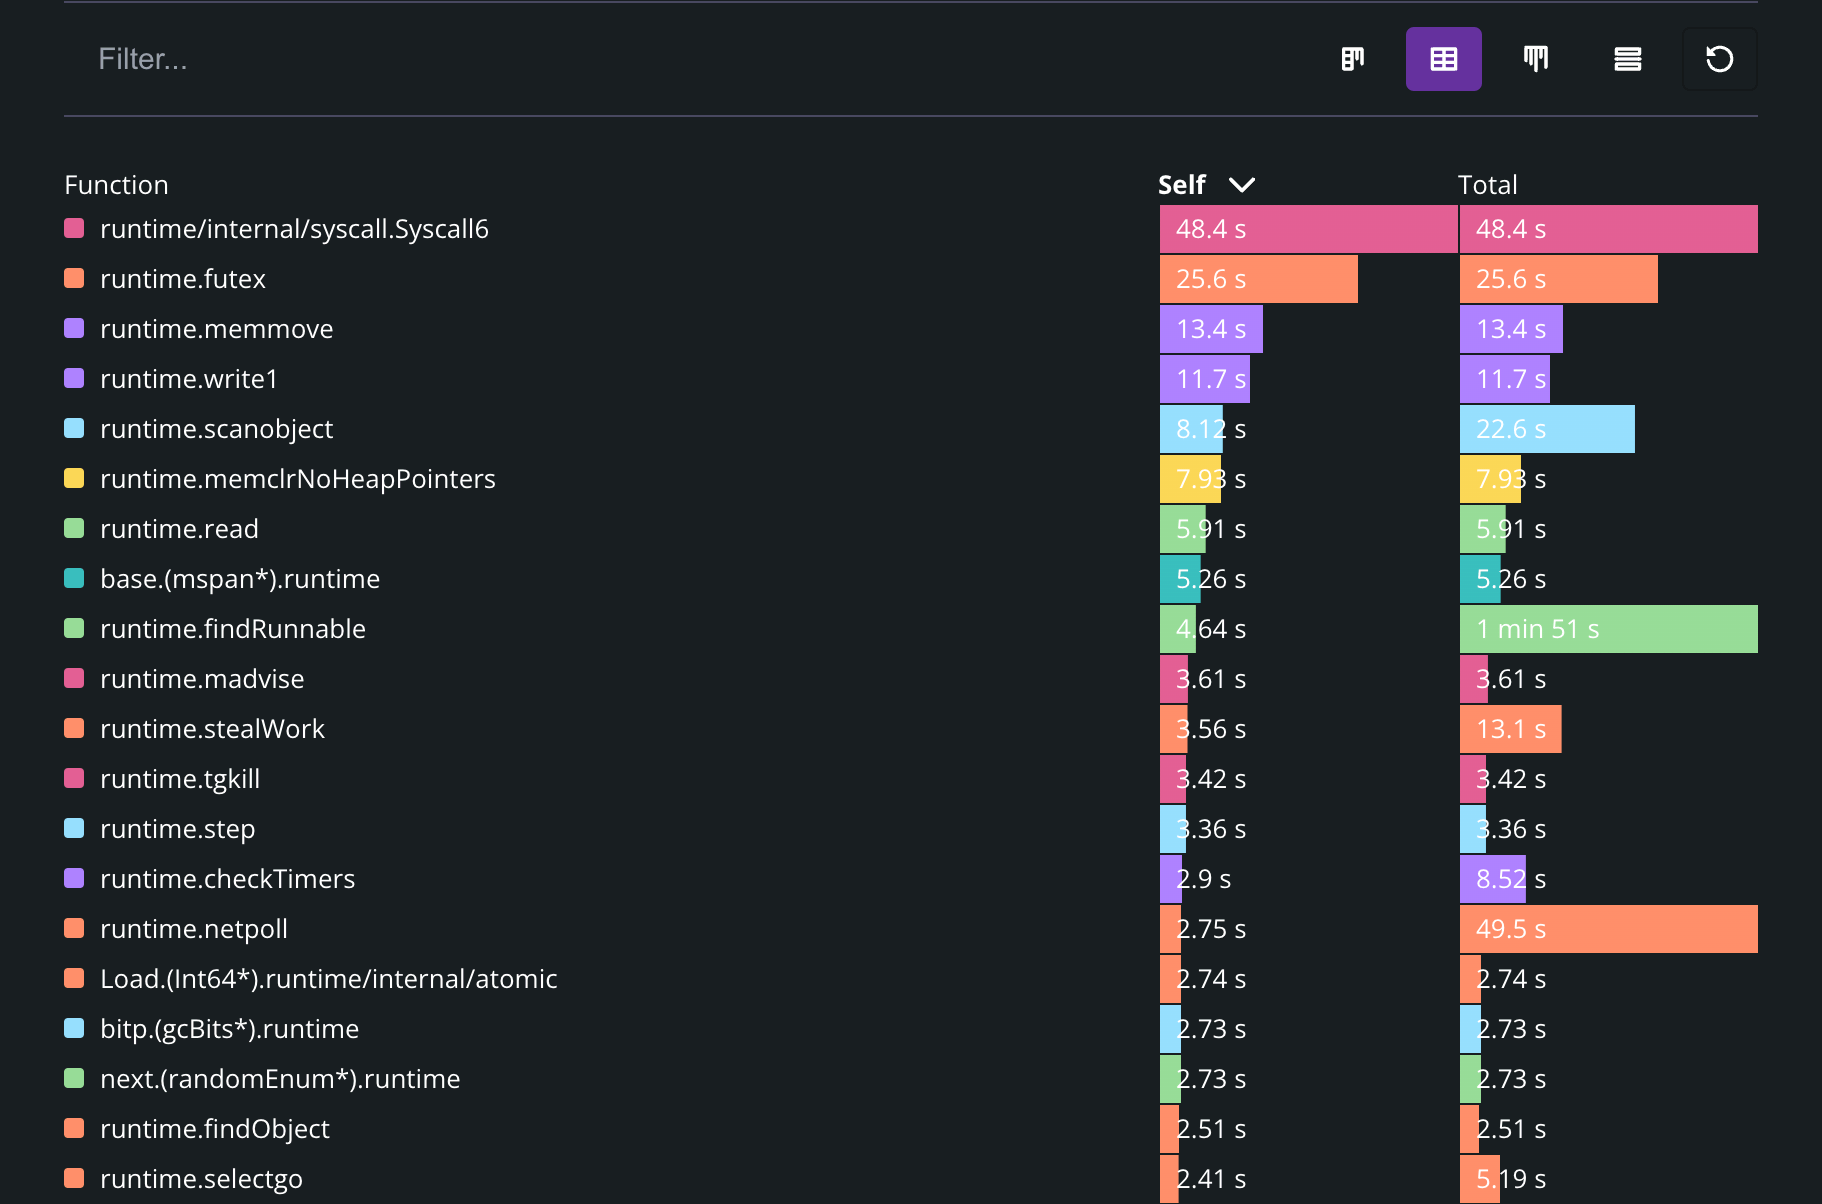 Filter...
Function Self Total
runtime/internal/syscall.Syscall6 48.4 s 48.4 s
runtime.futex 25.6 s 25.6 s
runtime.memmove 13.4 s 13.4 s
runtime.write1 11.7 s 11.7 s
runtime.scanobject 8.12 s 22.6 s
runtime.memclrNoHeapPointers 7.93 s 7.93 s
runtime.read 5.91 s 5.91 s
base.(mspan*).runtime 5.26 s 5.26 s
runtime.findRunnable 4.64 s 1 min 51 s
runtime.madvise 3.61 s 3.61 s
runtime.stealWork 3.56 s 13.1 s
runtime.tgkill 3.42 s 3.42 s
runtime.step 3.36 s 3.36 s
runtime.checkTimers 2.9 s 8.52 s
runtime.netpoll 2.75 s 49.5 s
Load.(Int64*).runtime/internal/atomic 2.74 s 2.74 s
bitp.(gcBits*).runtime 2.73 s 2.73 s
next.(randomEnum*).runtime 2.73 s 2.73 s
runtime.findObject 2.51 s 2.51 s
runtime.selectgo 2.41 s 5.19 s